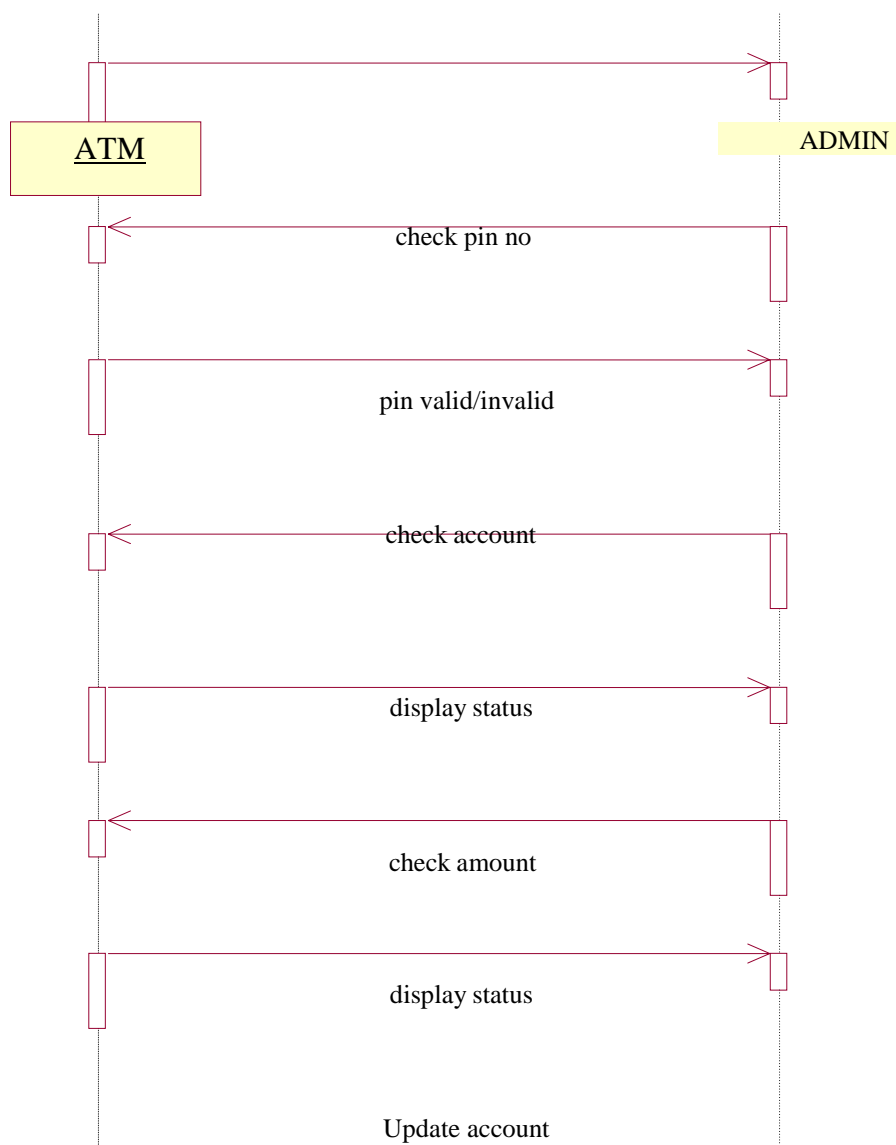 ATM
ADMIN
check pin no
pin valid/invalid
check account
display status
check amount
display status
Update account